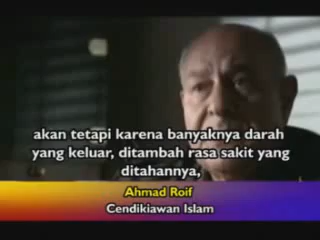 akan tetapi karena banyaknya darah
yang keluar, ditambah rasa sakit yang
ditahannya,
Ahmad Roif
Cendikiawan Islam